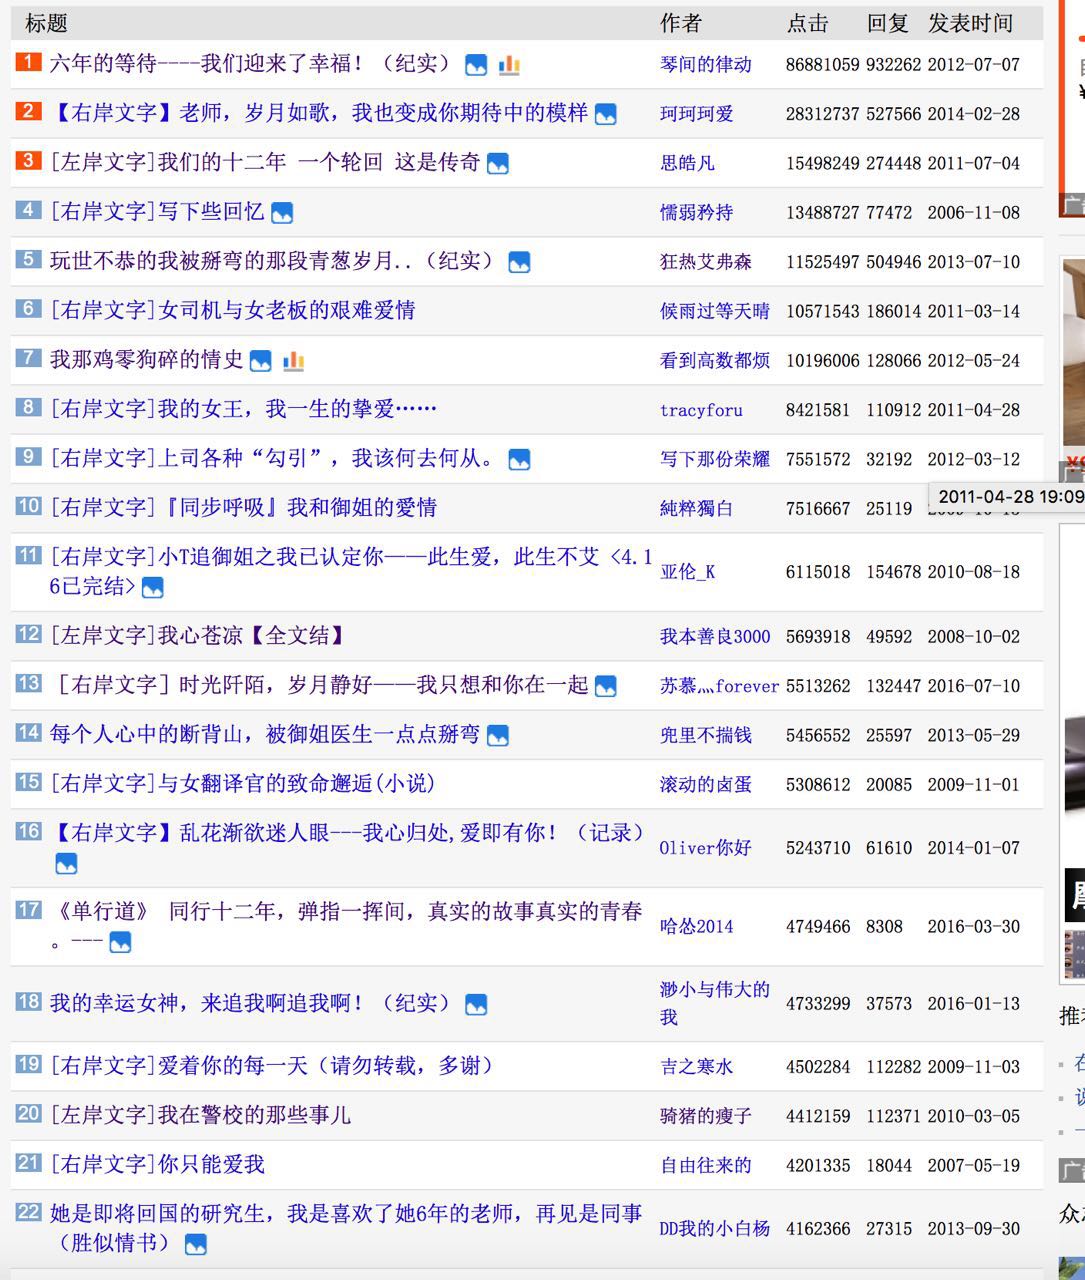 标题 作者 点击 回复 发表时间
1 六年的等待----我们迎来了幸福！（纪实） 琴间的律动 86881059 932262 2012-07-07
2 【右岸文字】老师，岁月如歌，我也变成你期待中的模样 珂珂珂爱 28312737 527566 2014-02-28
3 [左岸文字]我们的十二年 一个轮回 这是传奇 思皓凡 15498249 274448 2011-07-04
4 [右岸文字]写下些回忆 懦弱矜持 13488727 77472 2006-11-08
5 玩世不恭的我被掰弯的那段青葱岁月..（纪实） 狂热艾弗森 11525497 504946 2013-07-10
6 [右岸文字]女司机与女老板的艰难爱情 候雨过等天晴 10571543 186014 2011-03-14
7 我那鸡零狗碎的情史 看到高数都烦 10196006 128066 2012-05-24
8 [右岸文字]我的女王，我一生的挚爱…… tracyforu 8421581 110912 2011-04-28
9 [右岸文字]上司各种“勾引”，我该何去何从。 写下那份荣耀 7551572 32192 2012-03-12
10 [右岸文字]『同步呼吸』我和御姐的爱情 純粹獨白 7516667 25119
2011-04-28 19:09
11 [右岸文字]小T追御姐之我已认定你——此生爱，此生不艾 <4.1
6已完结> 亚伦_K 6115018 154678 2010-08-18
12 [左岸文字]我心苍凉【全文结】 我本善良3000 5693918 49592 2008-10-02
13 ［右岸文字］时光阡陌，岁月静好——我只想和你在一起 苏慕灬forever 5513262 132447 2016-07-10
14 每个人心中的断背山，被御姐医生一点点掰弯 兜里不揣钱 5456552 25597 2013-05-29
15 [右岸文字]与女翻译官的致命邂逅(小说) 滚动的卤蛋 5308612 20085 2009-11-01
16 【右岸文字】乱花渐欲迷人眼---我心归处,爱即有你！（记录） Oliver你好 5243710 61610 2014-01-07
17 《单行道》 同行十二年，弹指一挥间，真实的故事真实的青春
。--- 哈怂2014 4749466 8308 2016-03-30
18 我的幸运女神，来追我啊追我啊！（纪实） 渺小与伟大的
我 4733299 37573 2016-01-13
19 [右岸文字]爱着你的每一天（请勿转载，多谢） 吉之寒水 4502284 112282 2009-11-03
20 [左岸文字]我在警校的那些事儿 骑猪的瘦子 4412159 112371 2010-03-05
21 [右岸文字]你只能爱我 自由往来的 4201335 18044 2007-05-19
22 她是即将回国的研究生，我是喜欢了她6年的老师，再见是同事
（胜似情书） DD我的小白杨 4162366 27315 2013-09-30